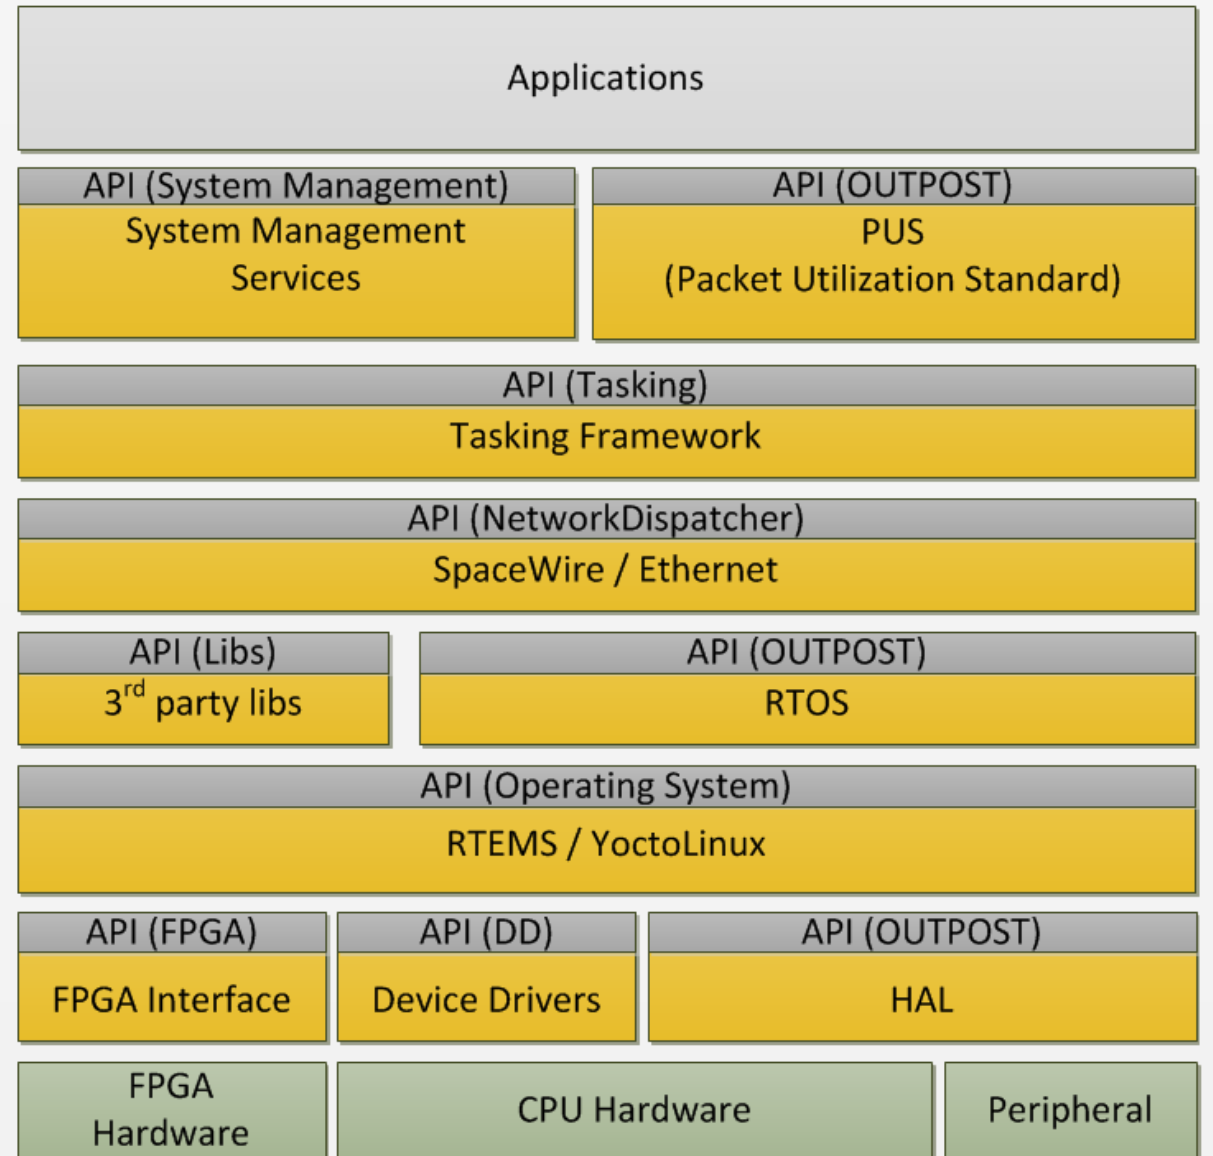 Applications
API (System Management)
System Management
Services
API (OUTPOST)
PUS
(Packet Utilization Standard)
API (Tasking)
Tasking Framework
API (NetworkDispatcher)
SpaceWire / Ethernet
API (Libs)
3rd party libs
API (OUTPOST)
RTOS
API (Operating System)
RTEMS / YoctoLinux
API (FPGA)
FPGA Interface
API (DD)
Device Drivers
API (OUTPOST)
HAL
FPGA
Hardware
CPU Hardware
Peripheral